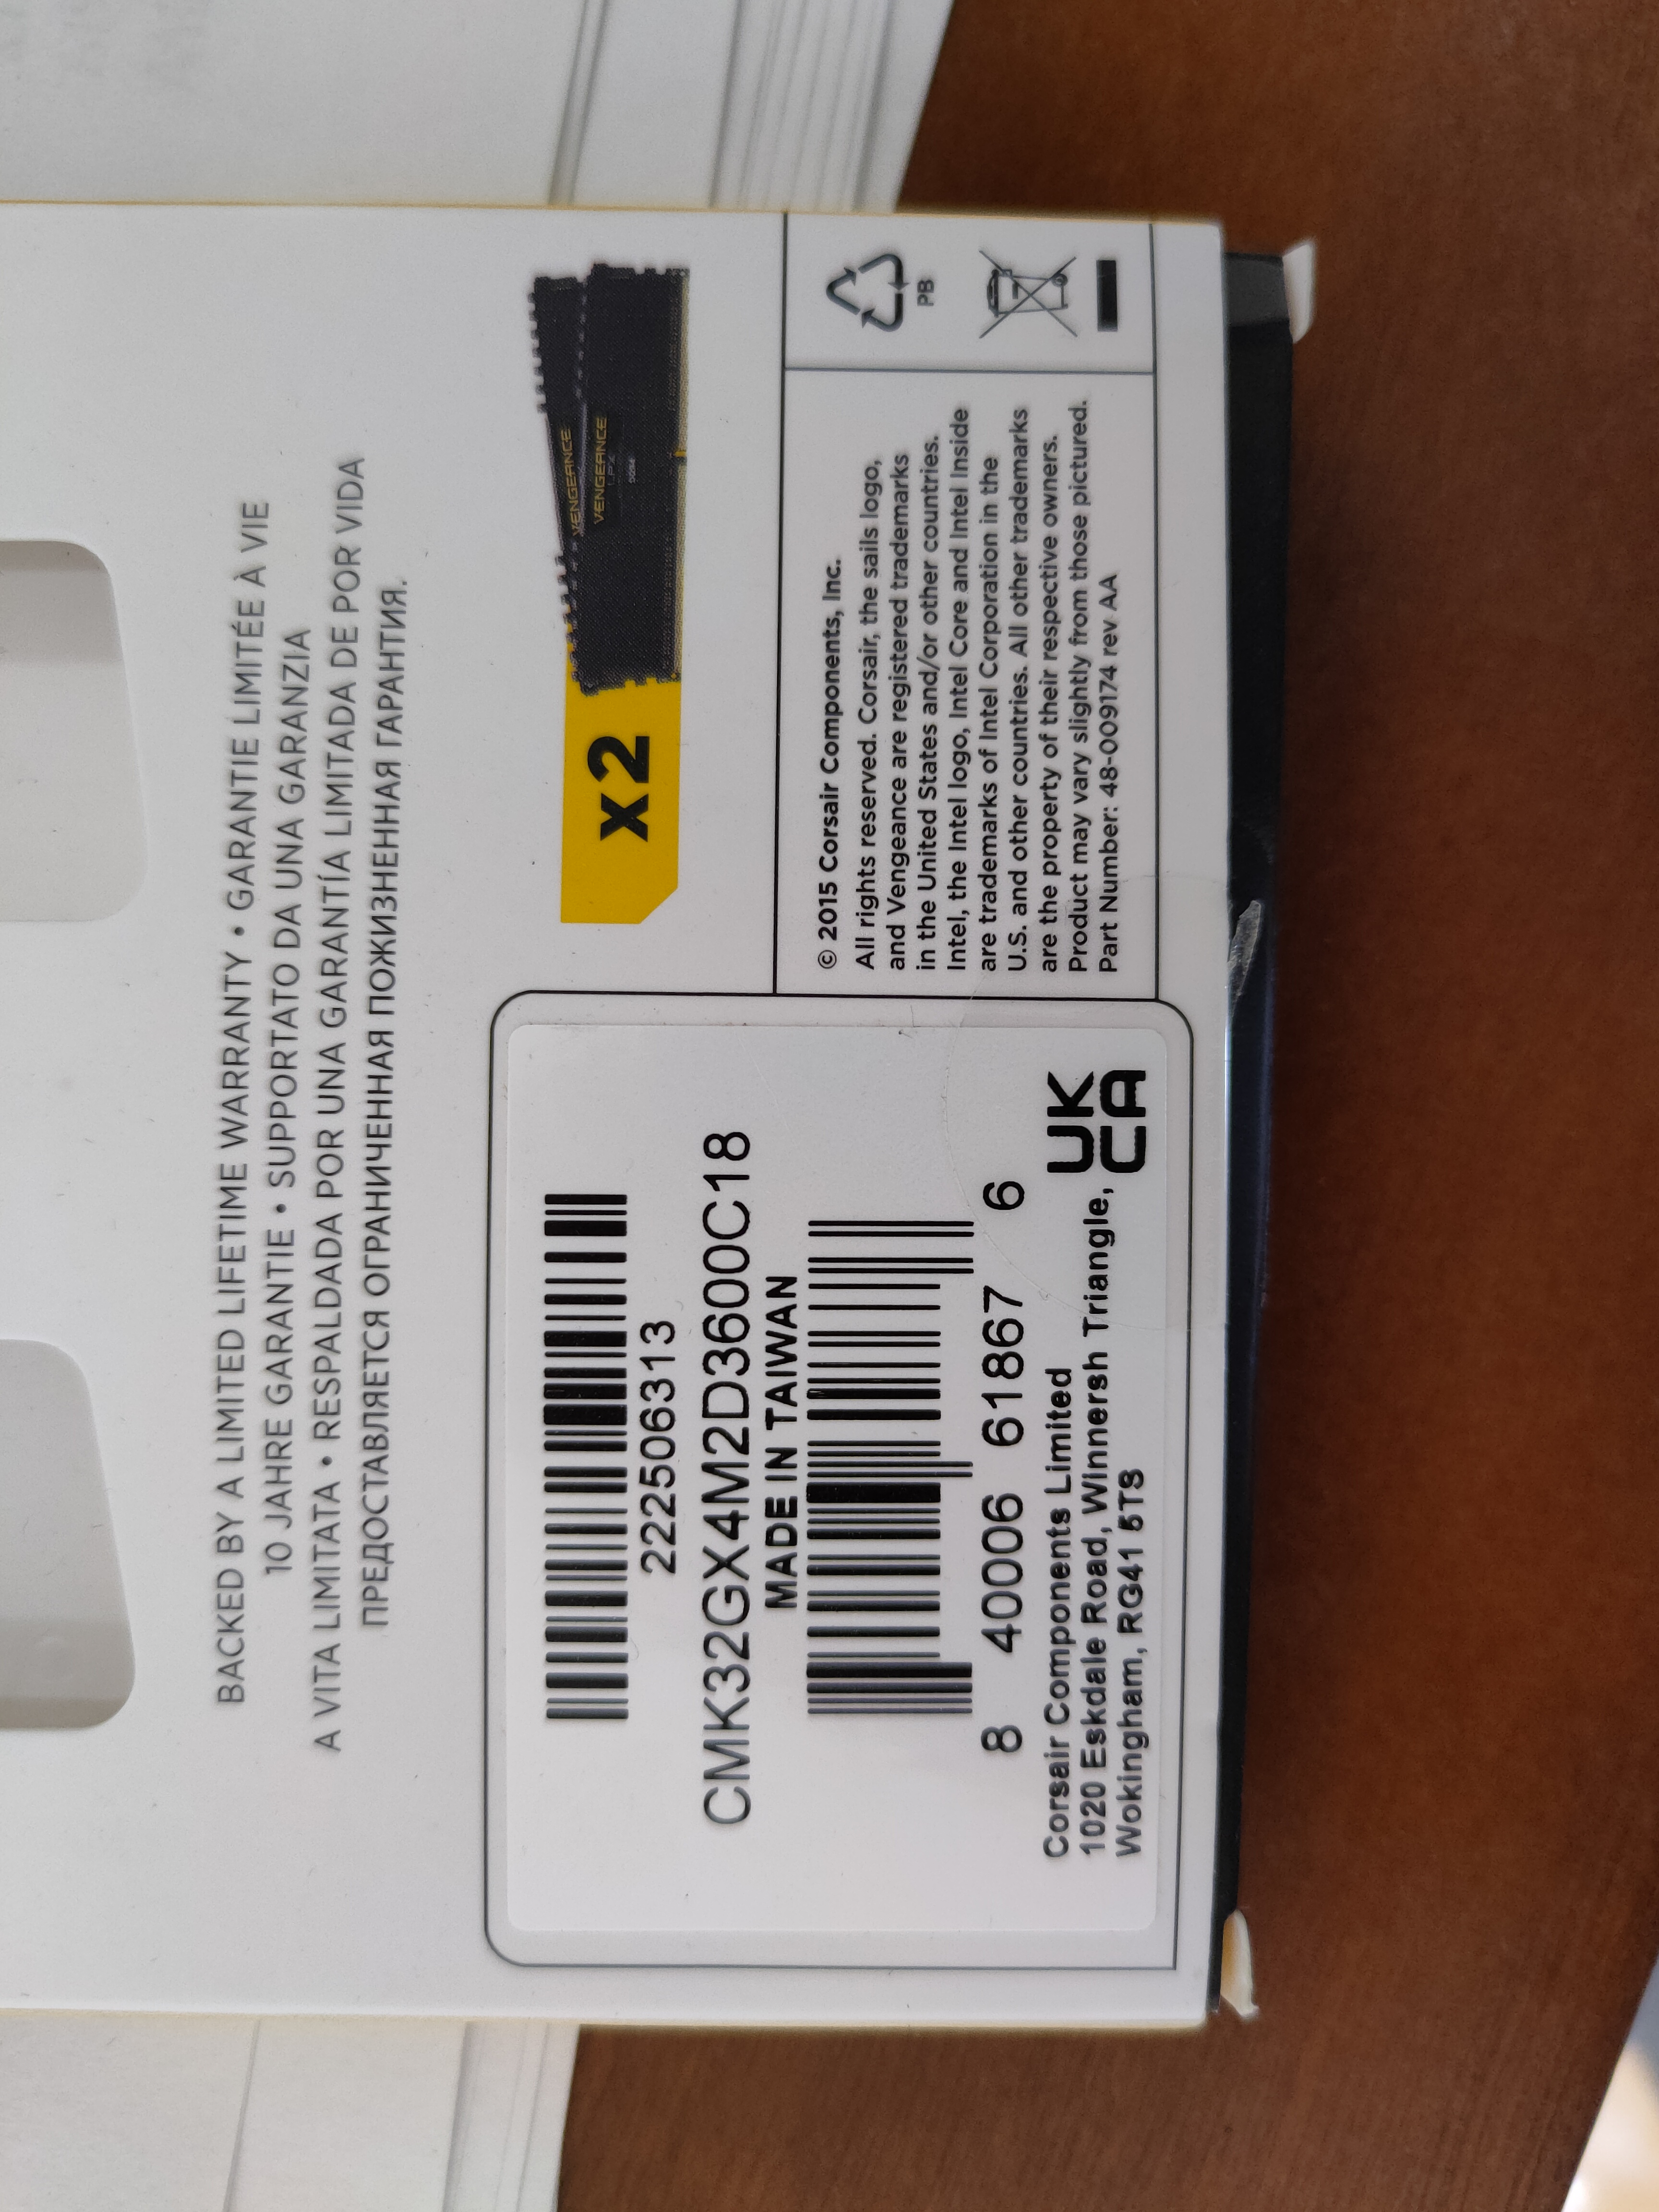 BACKED BY A LIMITED LIFETIME WARRANTY • GARANTIE LIMITÉE À VIE
10 JAHRE GARANTIE • SUPPORTATO DA UNA GARANZIA
A VITA LIMITATA • RESPALDADA POR UNA GARANTÍA LIMITADA DE POR VIDA
ПРЕДОСТАВЛЯЕТСЯ ОГРАНИЧЕННАЯ ПОЖИЗНЕННАЯ ГАРАНТИЯ.
x2
VENGEANCE
VENGEANCE
LPX
DDR4
222506313
CMK32GX4M2D3600C18
MADE IN TAIWAN
8 40006 61867 6
Corsair Components Limited
1020 Eskdale Road, Winnersh Triangle,
Wokingham, RG41 5TS
UK
CA
© 2015 Corsair Components, Inc.
All rights reserved. Corsair, the sails logo,
and Vengeance are registered trademarks
in the United States and/or other countries.
Intel, the Intel logo, Intel Core and Intel Inside
are trademarks of Intel Corporation in the
U.S. and other countries. All other trademarks
are the property of their respective owners.
Product may vary slightly from those pictured.
Part Number: 48-009174 rev AA
PB